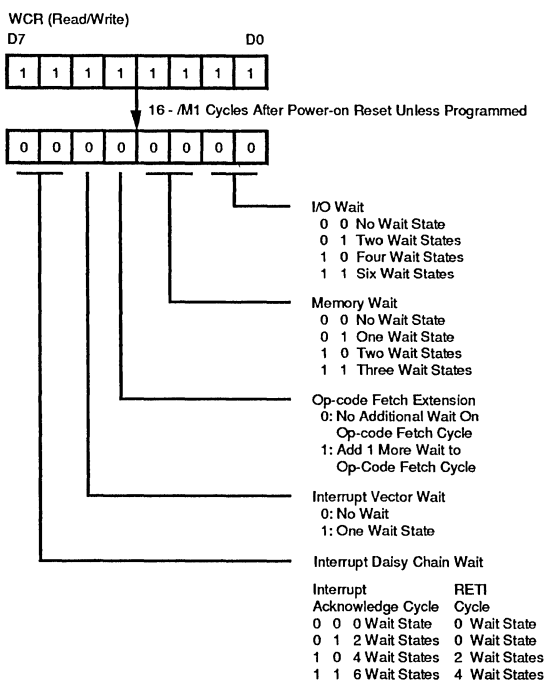 WCR (Read/Write)
D7 D0
1 1 1 1 1 1 1 1
16 - /M1 Cycles After Power-on Reset Unless Programmed
0 0 0 0 0 0 0 0
I/O Wait
0 0 No Wait State
0 1 Two Wait States
1 0 Four Wait States
1 1 Six Wait States
Memory Wait
0 0 No Wait State
0 1 One Wait State
1 0 Two Wait States
1 1 Three Wait States
Op-code Fetch Extension
0: No Additional Wait On
Op-code Fetch Cycle
1: Add 1 More Wait to
Op-Code Fetch Cycle
Interrupt Vector Wait
0: No Wait
1: One Wait State
Interrupt Daisy Chain Wait
Interrupt RETI
Acknowledge Cycle Cycle
0 0 0 Wait State 0 Wait State
0 1 2 Wait States 0 Wait State
1 0 4 Wait States 2 Wait States
1 1 6 Wait States 4 Wait States